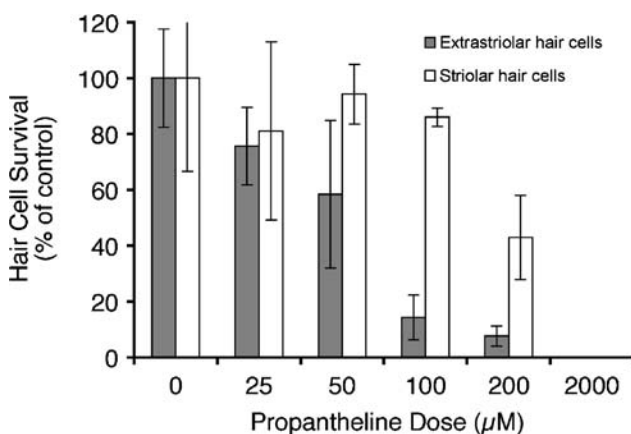 120
100
80
60
40
20
0
Hair Cell Survival
(% of control)
Extrastriolar hair cells
Striolar hair cells
0 25 50 100 200 2000
Propantheline Dose (µM)